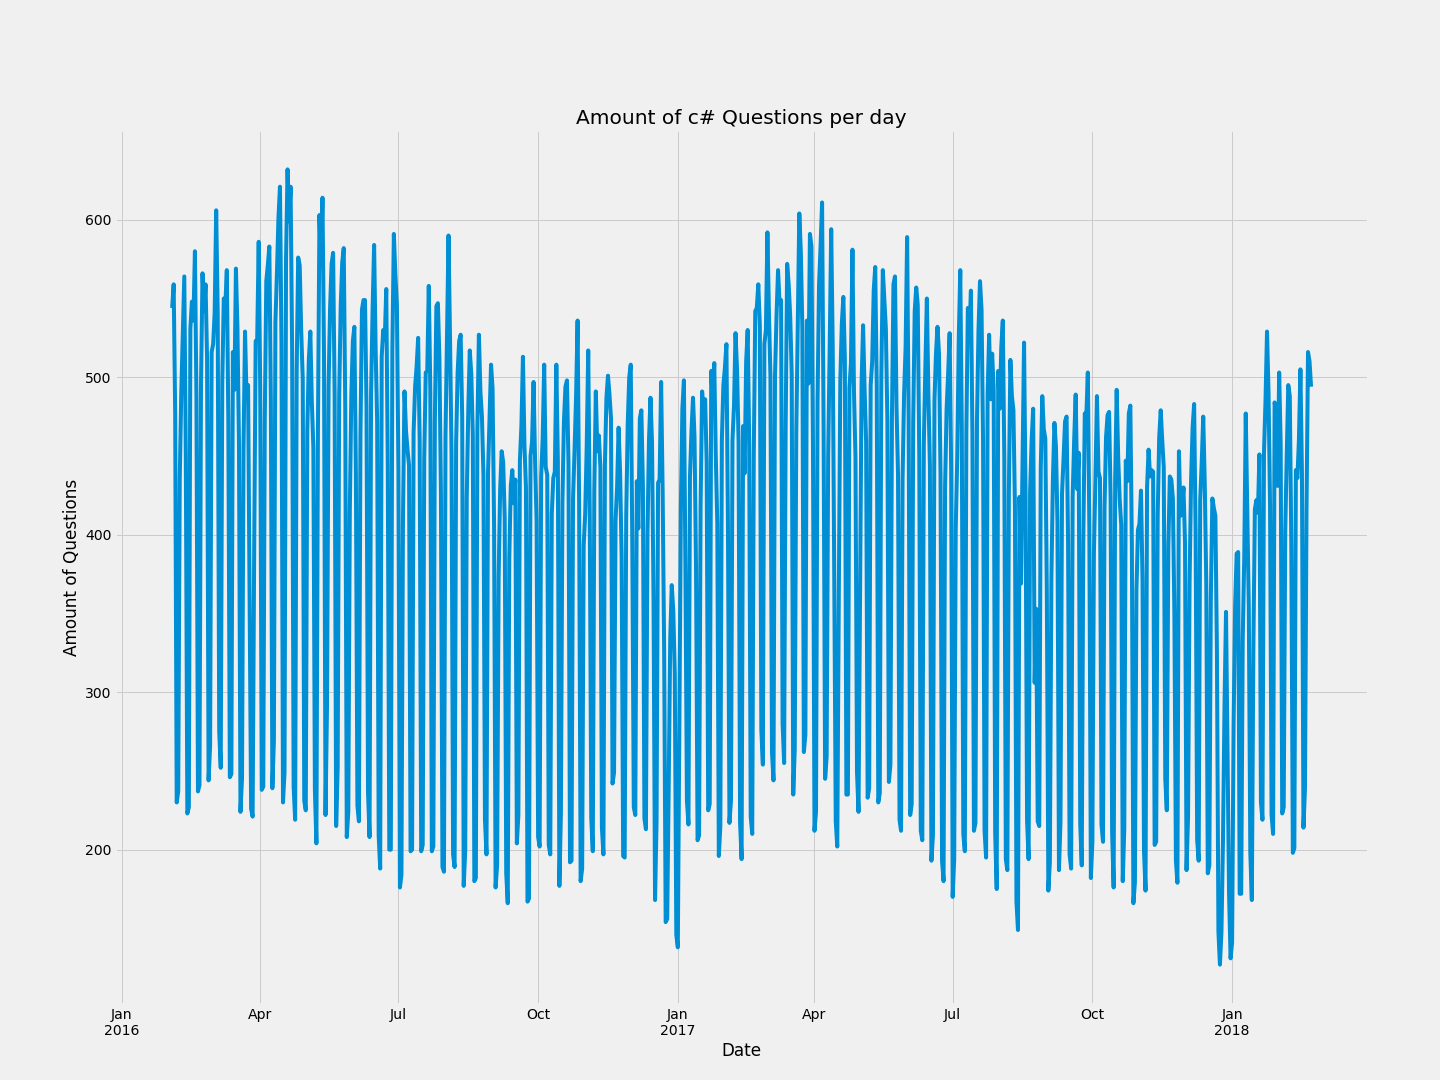 Amount of c# Questions per day
Amount of Questions
600
500
400
300
200
Jan
2016
Apr
Jul
Oct
Jan
2017
Apr
Jul
Oct
Jan
2018
Date